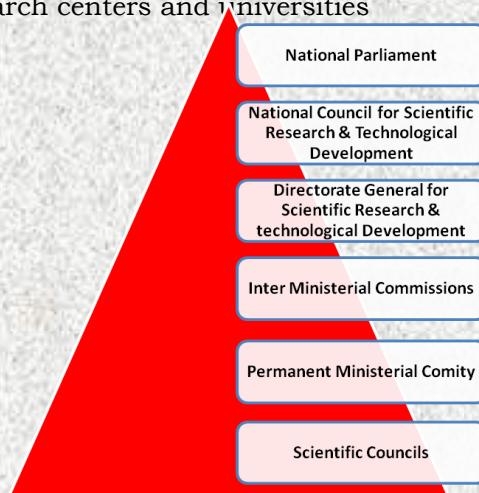 arch centers and universities
National Parliament
National Council for Scientific
Research & Technological
Development
Directorate General for
Scientific Research &
technological Development
Inter Ministerial Commissions
Permanent Ministerial Comity
Scientific Councils